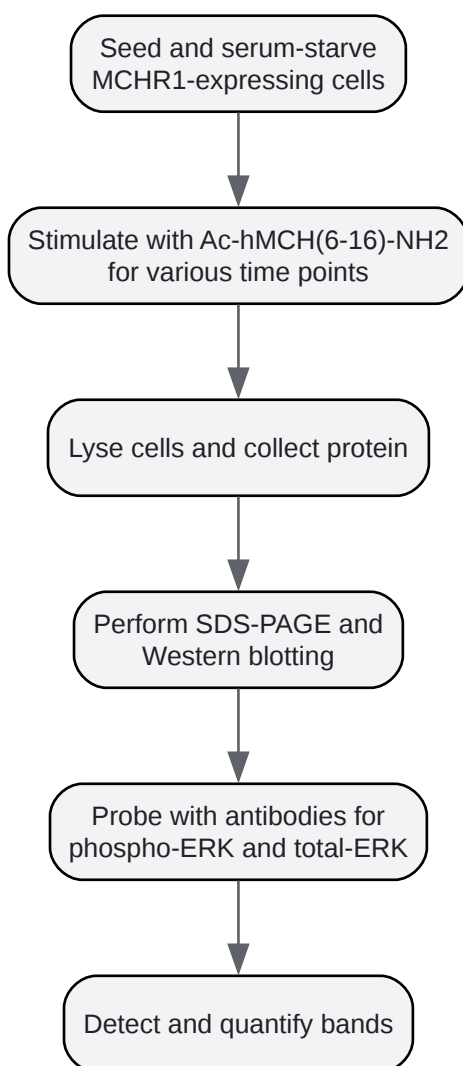 Seed and serum-starve
MCHR1-expressing cells
Stimulate with Ac-hMCH(6-16)-NH2
for various time points
Lyse cells and collect protein
Perform SDS-PAGE and
Western blotting
Probe with antibodies for
phospho-ERK and total-ERK
Detect and quantify bands